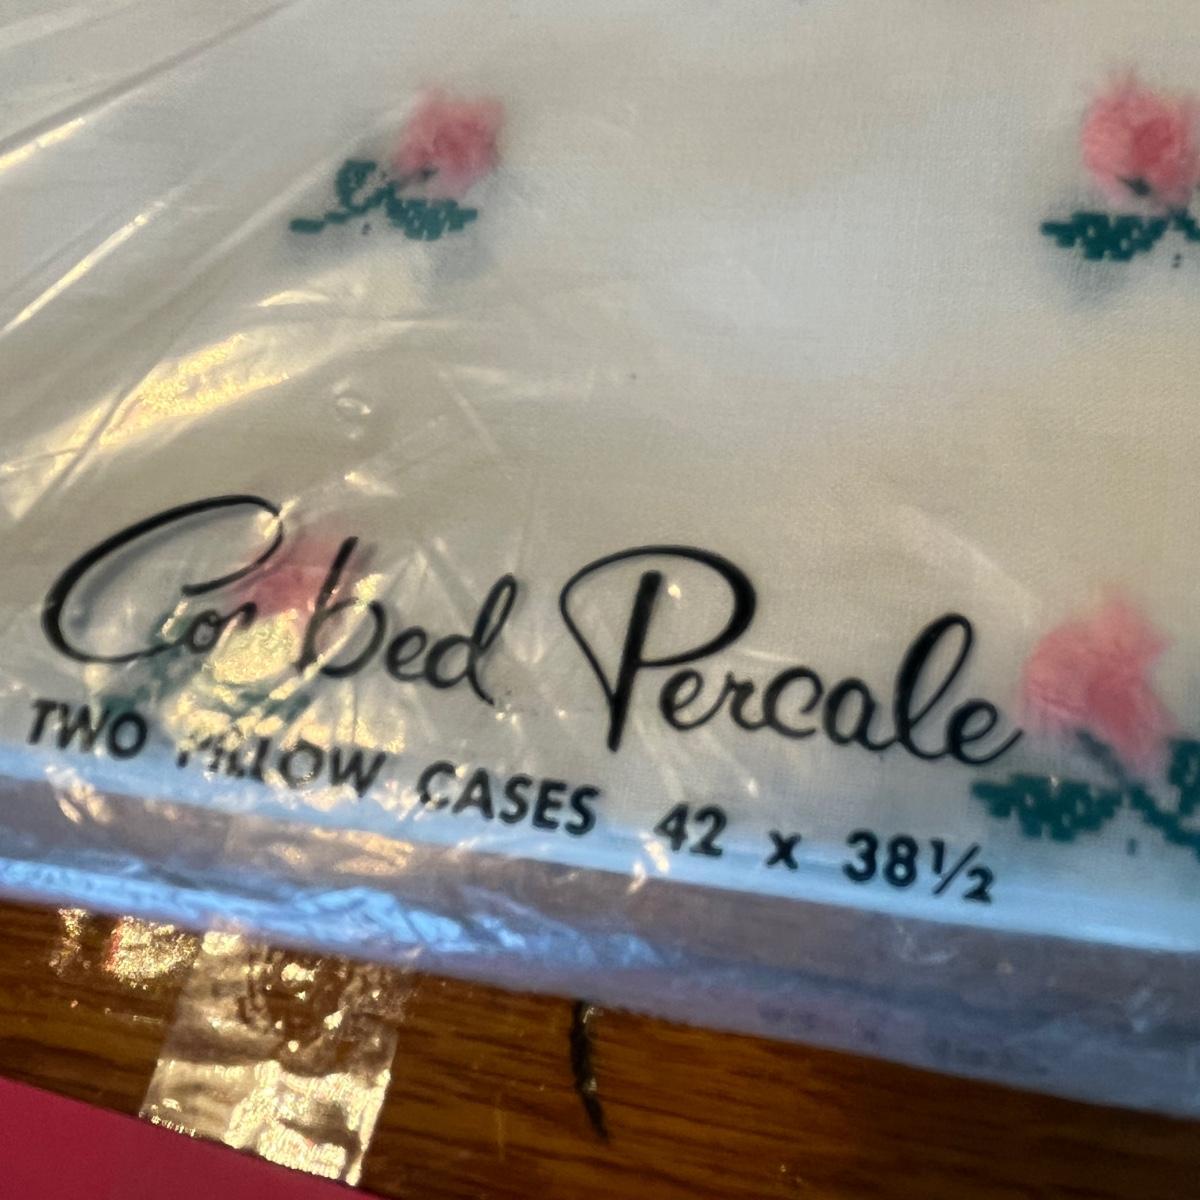 Combed Percale
TWO PILLOW CASES 42 x 38½